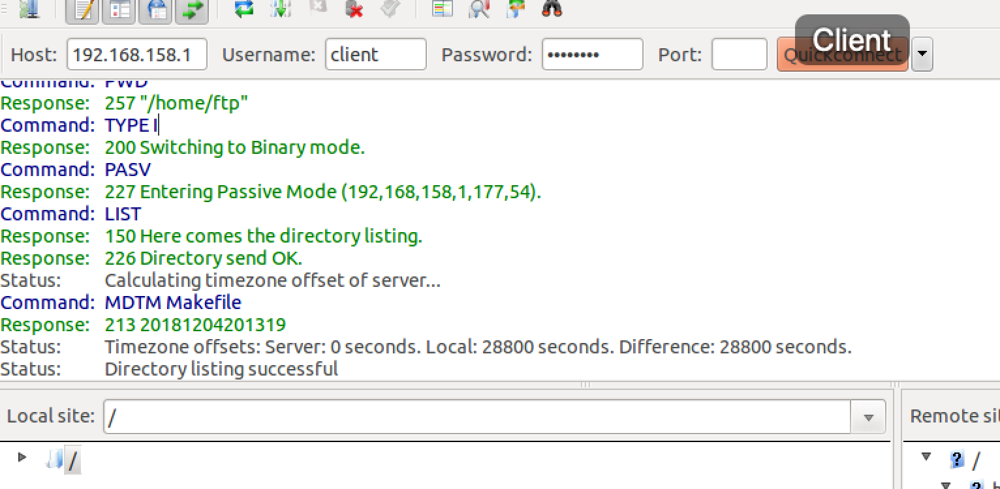 Client
Host: 192.168.158.1 Username: client Password: •••••••• Port: Quickconnect
Command: PWD
Response: 257 "/home/ftp"
Command: TYPE I
Response: 200 Switching to Binary mode.
Command: PASV
Response: 227 Entering Passive Mode (192,168,158,1,177,54).
Command: LIST
Response: 150 Here comes the directory listing.
Response: 226 Directory send OK.
Status: Calculating timezone offset of server...
Command: MDTM Makefile
Response: 213 20181204201319
Status: Timezone offsets: Server: 0 seconds. Local: 28800 seconds. Difference: 28800 seconds.
Status: Directory listing successful
Local site: / Remote sit
/ /